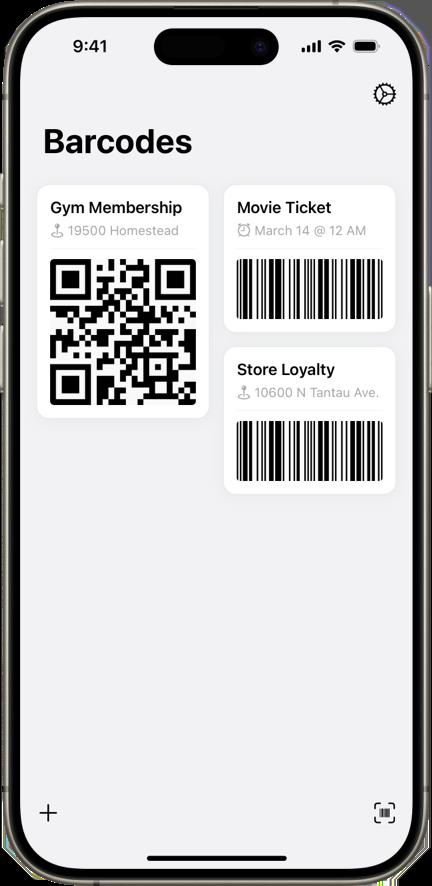 9:41
Barcodes
Gym Membership
19500 Homestead
Movie Ticket
March 14 @ 12 AM
Store Loyalty
10600 N Tantau Ave.